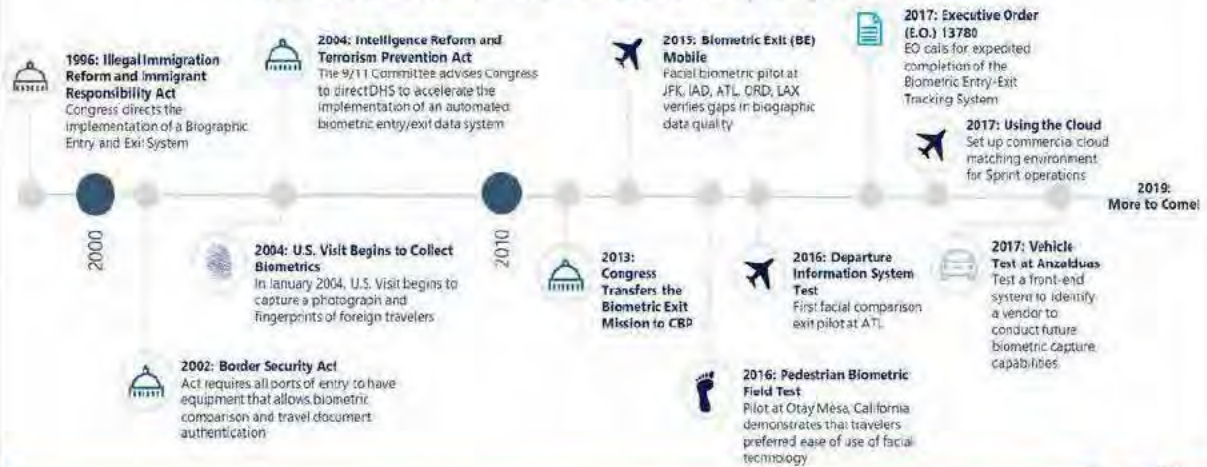 1996: Illegal Immigration
Reform and Immigrant
Responsibility Act
Congress directs the
implementation of a Biographic
Entry and Exit System
2004: Intelligence Reform and
Terrorism Prevention Act
The 9/11 Committee advises Congress
to direct DHS to accelerate the
implementation of an automated
biometric entry/exit data system
2015: Biometric Exit (BE)
Mobile
Facial biometric pilot at
JFK, IAD, ATL, ORD, LAX
verifies gaps in biographic
data quality
2017: Executive Order
(E.O.) 13780
EO calls for expedited
completion of the
Biometric Entry-Exit
Tracking System
2017: Using the Cloud
Set up commercial cloud
matching environment
for Sprint operations
2019:
More to Come!
2000
2010
2004: U.S. Visit Begins to Collect
Biometrics
In January 2004, U.S. Visit begins to
capture a photograph and
fingerprints of foreign travelers
2002: Border Security Act
Act requires all ports of entry to have
equipment that allows biometric
comparison and travel document
authentication
2013:
Congress
Transfers the
Biometric Exit
Mission to CBP
2016: Departure
Information System
Test
First facial comparison
exit pilot at ATL
2016: Pedestrian Biometric
Field Test
Pilot at Otay Mesa, California
demonstrates that travelers
preferred ease of use of facial
technology
2017: Vehicle
Test at Anzalduas
Test a front-end
system to identify
a vendor to
conduct future
biometric capture
capabilities